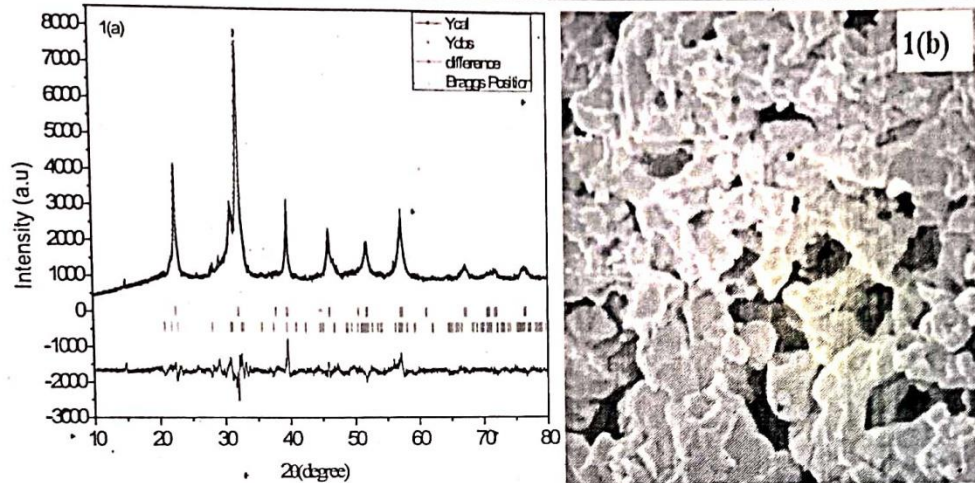 1(a)
Ycal
Yobs
difference
Braggs Position
8000
7000
6000
5000
4000
3000
2000
1000
0
-1000
-2000
-3000
Intensity (a.u)
10 20 30 40 50 60 70 80
2θ(degree)
1(b)